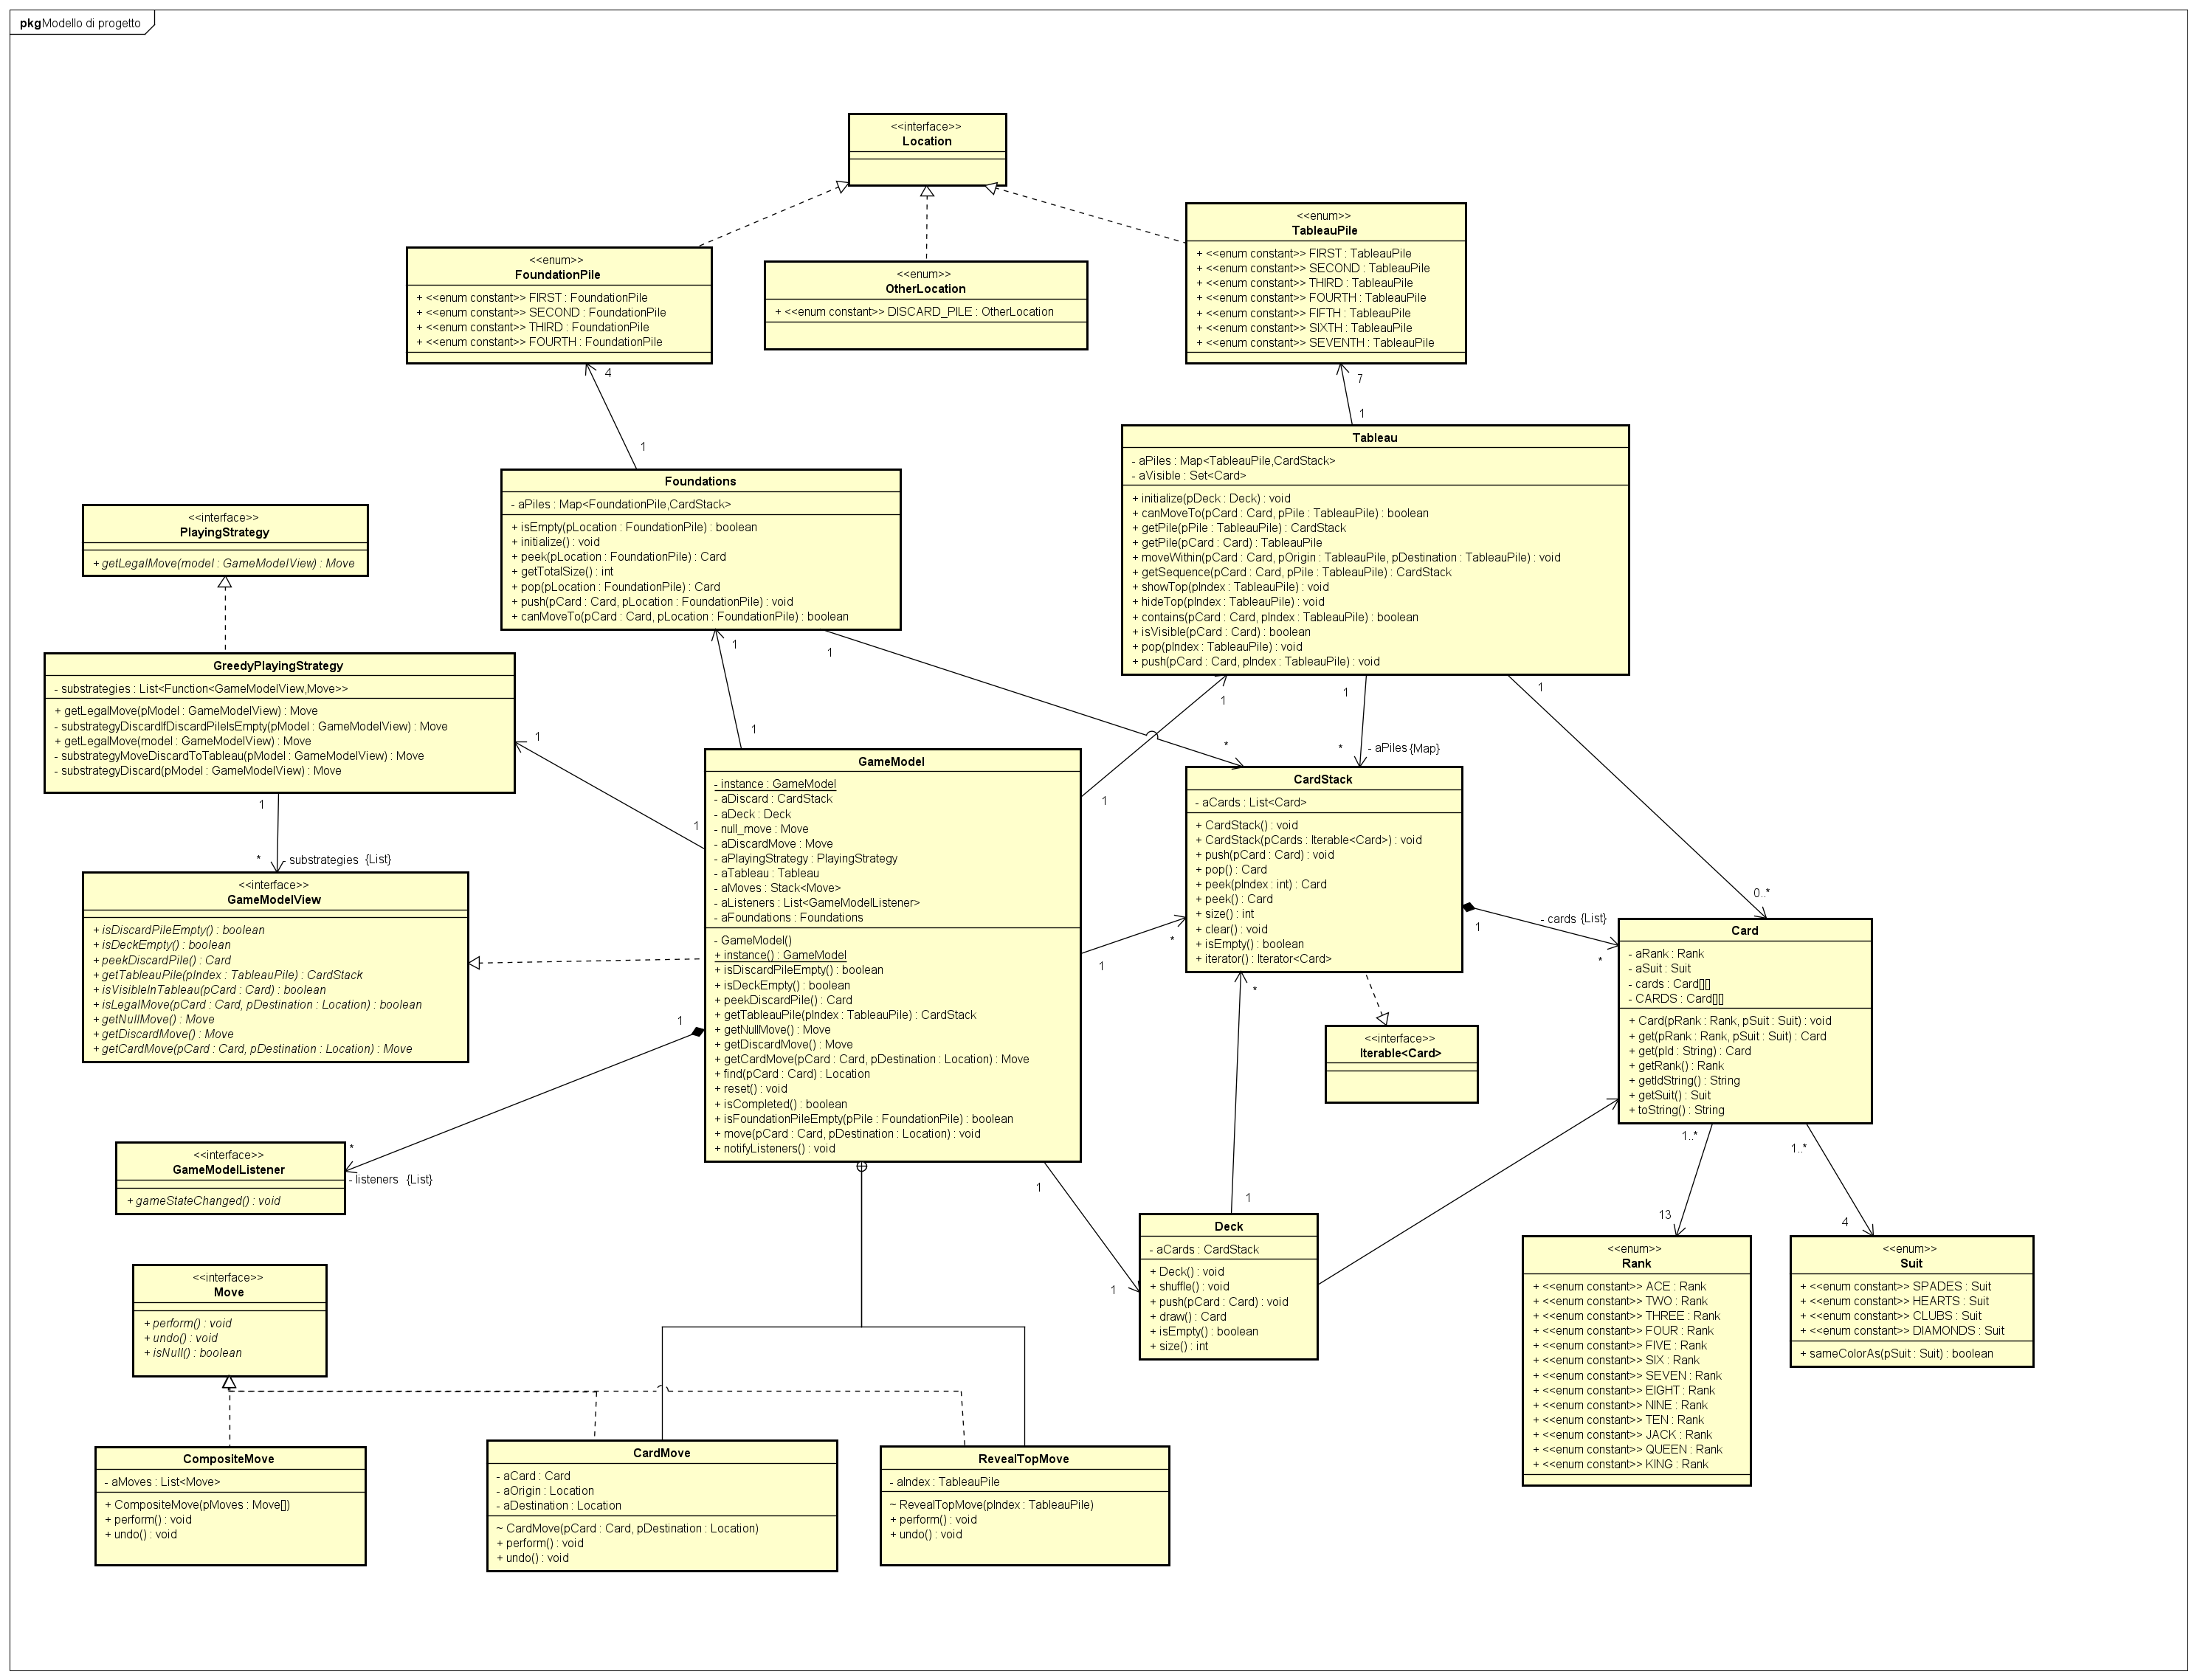 pkg Modello di progetto
<<interface>>
Location
<<enum>>
TableauPile
+ <<enum constant>> FIRST : TableauPile
+ <<enum constant>> SECOND : TableauPile
+ <<enum constant>> THIRD : TableauPile
+ <<enum constant>> FOURTH : TableauPile
+ <<enum constant>> FIFTH : TableauPile
+ <<enum constant>> SIXTH : TableauPile
+ <<enum constant>> SEVENTH : TableauPile
<<enum>>
FoundationPile
+ <<enum constant>> FIRST : FoundationPile
+ <<enum constant>> SECOND : FoundationPile
+ <<enum constant>> THIRD : FoundationPile
+ <<enum constant>> FOURTH : FoundationPile
<<enum>>
OtherLocation
+ <<enum constant>> DISCARD_PILE : OtherLocation
4
1
7
1
Tableau
- aPiles : Map<TableauPile,CardStack>
- aVisible : Set<Card>
+ initialize(pDeck : Deck) : void
+ canMoveTo(pCard : Card, pPile : TableauPile) : boolean
+ getPile(pPile : TableauPile) : CardStack
+ getPile(pCard : Card) : TableauPile
+ moveWithin(pCard : Card, pOrigin : TableauPile, pDestination : TableauPile) : void
+ getSequence(pCard : Card, pPile : TableauPile) : CardStack
+ showTop(pIndex : TableauPile) : void
+ hideTop(pIndex : TableauPile) : void
+ contains(pCard : Card, pIndex : TableauPile) : boolean
+ isVisible(pCard : Card) : boolean
+ pop(pIndex : TableauPile) : void
+ push(pCard : Card, pIndex : TableauPile) : void
Foundations
- aPiles : Map<FoundationPile,CardStack>
+ isEmpty(pLocation : FoundationPile) : boolean
+ initialize() : void
+ peek(pLocation : FoundationPile) : Card
+ getTotalSize() : int
+ pop(pLocation : FoundationPile) : Card
+ push(pCard : Card, pLocation : FoundationPile) : void
+ canMoveTo(pCard : Card, pLocation : FoundationPile) : boolean
<<interface>>
PlayingStrategy
+ getLegalMove(model : GameModelView) : Move
GreedyPlayingStrategy
- substrategies : List<Function<GameModelView,Move>>
+ getLegalMove(pModel : GameModelView) : Move
- substrategyDiscardIfDiscardPileIsEmpty(pModel : GameModelView) : Move
+ getLegalMove(model : GameModelView) : Move
- substrategyMoveDiscardToTableau(pModel : GameModelView) : Move
- substrategyDiscard(pModel : GameModelView) : Move
1
1
1
1
1
1
1
1
1
*
*
- aPiles {Map}
1
*
- substrategies {List}
<<interface>>
GameModelView
+ isDiscardPileEmpty() : boolean
+ isDeckEmpty() : boolean
+ peekDiscardPile() : Card
+ getTableauPile(pIndex : TableauPile) : CardStack
+ isVisibleInTableau(pCard : Card) : boolean
+ isLegalMove(pCard : Card, pDestination : Location) : boolean
+ getNullMove() : Move
+ getDiscardMove() : Move
+ getCardMove(pCard : Card, pDestination : Location) : Move
GameModel
- instance : GameModel
- aDiscard : CardStack
- aDeck : Deck
- null_move : Move
- aDiscardMove : Move
- aPlayingStrategy : PlayingStrategy
- aTableau : Tableau
- aMoves : Stack<Move>
- aListeners : List<GameModelListener>
- aFoundations : Foundations
- GameModel()
+ instance() : GameModel
+ isDiscardPileEmpty() : boolean
+ isDeckEmpty() : boolean
+ peekDiscardPile() : Card
+ getTableauPile(pIndex : TableauPile) : CardStack
+ getNullMove() : Move
+ getDiscardMove() : Move
+ getCardMove(pCard : Card, pDestination : Location) : Move
+ find(pCard : Card) : Location
+ reset() : void
+ isCompleted() : boolean
+ isFoundationPileEmpty(pPile : FoundationPile) : boolean
+ move(pCard : Card, pDestination : Location) : void
+ notifyListeners() : void
CardStack
- aCards : List<Card>
+ CardStack() : void
+ CardStack(pCards : Iterable<Card>) : void
+ push(pCard : Card) : void
+ pop() : Card
+ peek(pIndex : int) : Card
+ peek() : Card
+ size() : int
+ clear() : void
+ isEmpty() : boolean
+ iterator() : Iterator<Card>
0..*
- cards {List}
1
*
*
1
*
Card
- aRank : Rank
- aSuit : Suit
- cards : Card[][]
- CARDS : Card[][]
+ Card(pRank : Rank, pSuit : Suit) : void
+ get(pRank : Rank, pSuit : Suit) : Card
+ get(pId : String) : Card
+ getRank() : Rank
+ getIdString() : String
+ getSuit() : Suit
+ toString() : String
<<interface>>
Iterable<Card>
1
*
- listeners {List}
<<interface>>
GameModelListener
+ gameStateChanged() : void
1
1
1
1..*
1..*
13
4
Deck
- aCards : CardStack
+ Deck() : void
+ shuffle() : void
+ push(pCard : Card) : void
+ draw() : Card
+ isEmpty() : boolean
+ size() : int
<<enum>>
Rank
+ <<enum constant>> ACE : Rank
+ <<enum constant>> TWO : Rank
+ <<enum constant>> THREE : Rank
+ <<enum constant>> FOUR : Rank
+ <<enum constant>> FIVE : Rank
+ <<enum constant>> SIX : Rank
+ <<enum constant>> SEVEN : Rank
+ <<enum constant>> EIGHT : Rank
+ <<enum constant>> NINE : Rank
+ <<enum constant>> TEN : Rank
+ <<enum constant>> JACK : Rank
+ <<enum constant>> QUEEN : Rank
+ <<enum constant>> KING : Rank
<<enum>>
Suit
+ <<enum constant>> SPADES : Suit
+ <<enum constant>> HEARTS : Suit
+ <<enum constant>> CLUBS : Suit
+ <<enum constant>> DIAMONDS : Suit
+ sameColorAs(pSuit : Suit) : boolean
<<interface>>
Move
+ perform() : void
+ undo() : void
+ isNull() : boolean
CompositeMove
- aMoves : List<Move>
+ CompositeMove(pMoves : Move[])
+ perform() : void
+ undo() : void
CardMove
- aCard : Card
- aOrigin : Location
- aDestination : Location
~ CardMove(pCard : Card, pDestination : Location)
+ perform() : void
+ undo() : void
RevealTopMove
- aIndex : TableauPile
~ RevealTopMove(pIndex : TableauPile)
+ perform() : void
+ undo() : void